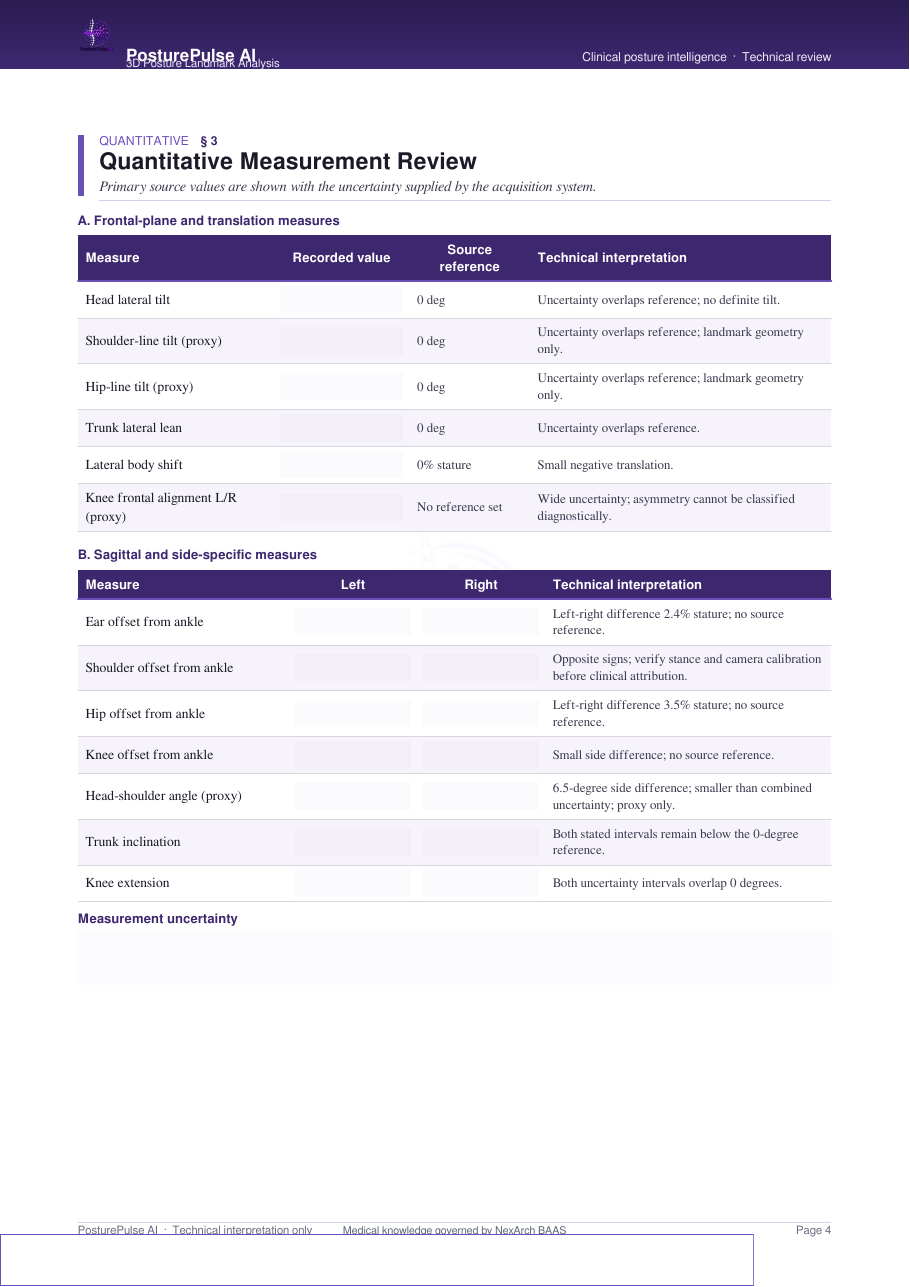 PosturePulse AI
3D Posture Landmark Analysis
Clinical posture intelligence · Technical review
QUANTITATIVE § 3
Quantitative Measurement Review
Primary source values are shown with the uncertainty supplied by the acquisition system.
A. Frontal-plane and translation measures
Measure Recorded value Source reference Technical interpretation
Head lateral tilt 0 deg Uncertainty overlaps reference; no definite tilt.
Shoulder-line tilt (proxy) 0 deg Uncertainty overlaps reference; landmark geometry
only.
Hip-line tilt (proxy) 0 deg Uncertainty overlaps reference; landmark geometry
only.
Trunk lateral lean 0 deg Uncertainty overlaps reference.
Lateral body shift 0% stature Small negative translation.
Knee frontal alignment L/R
(proxy)
No reference set
Wide uncertainty; asymmetry cannot be classified
diagnostically.
B. Sagittal and side-specific measures
Measure Left Right Technical interpretation
Ear offset from ankle Left-right difference 2.4% stature; no source
reference.
Shoulder offset from ankle Opposite signs; verify stance and camera calibration
before clinical attribution.
Hip offset from ankle Left-right difference 3.5% stature; no source
reference.
Knee offset from ankle Small side difference; no source reference.
Head-shoulder angle (proxy) 6.5-degree side difference; smaller than combined
uncertainty; proxy only.
Trunk inclination Both stated intervals remain below the 0-degree
reference.
Knee extension Both uncertainty intervals overlap 0 degrees.
Measurement uncertainty
PosturePulse AI · Technical interpretation only Medical knowledge governed by NexArch BAAS Page 4